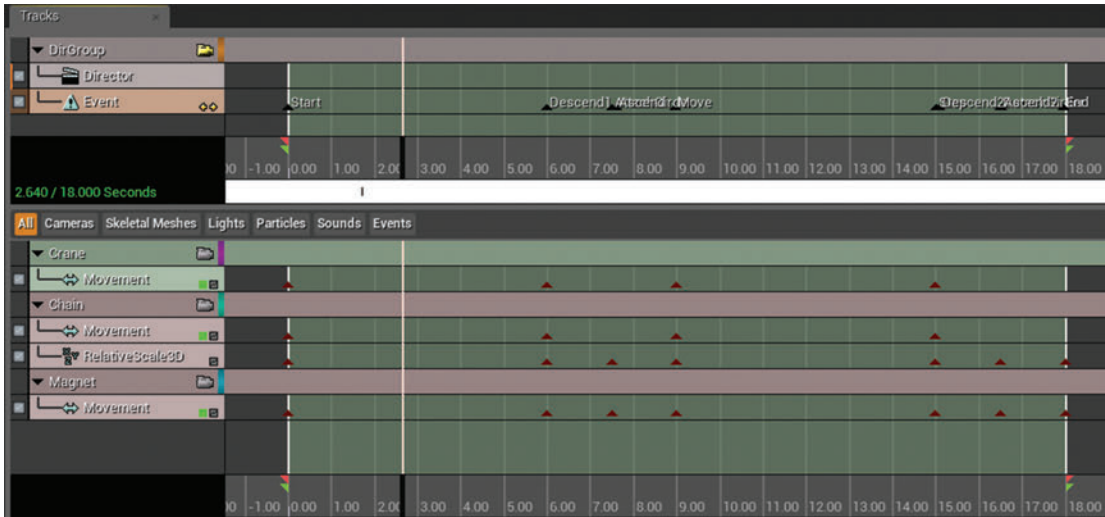 Tracks
DirGroup
Director
Event Start Descend1 Move End
-1.00 0.00 1.00 2.00 3.00 4.00 5.00 6.00 7.00 8.00 9.00 10.00 11.00 12.00 13.00 14.00 15.00 16.00 17.00 18.00
2.640 / 18.000 Seconds
All Cameras Skeletal Meshes Lights Particles Sounds Events
Crane
Movement
Chain
Movement
RelativeScale3D
Magnet
Movement
-1.00 0.00 1.00 2.00 3.00 4.00 5.00 6.00 7.00 8.00 9.00 10.00 11.00 12.00 13.00 14.00 15.00 16.00 17.00 18.00